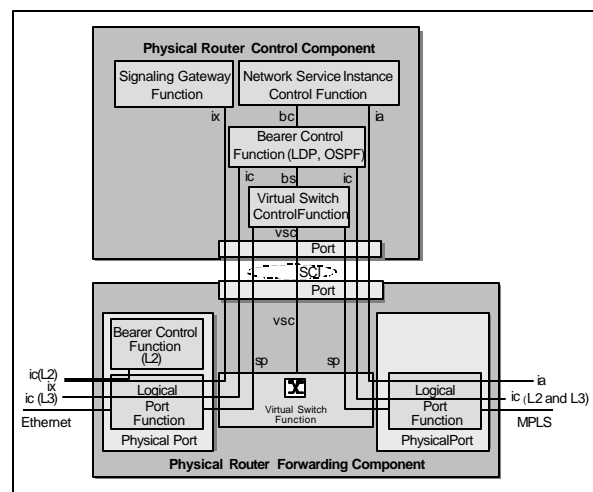 Physical Router Control Component
Signaling Gateway
Function
Network Service Instance
Control Function
ix
bc
ia
Bearer Control
Function (LDP, OSPF)
ic
bs
ic
Virtual Switch
ControlFunction
vsc
Port
SCI
Port
Bearer Control
Function
(L2)
vsc
sp
sp
ic(L2)
ix
ic (L3)
Ethernet
Logical
Port Function
Physical Port
Virtual Switch
Function
Logical
Port
Function
PhysicalPort
ia
ic (L2 and L3)
MPLS
Physical Router Forwarding Component